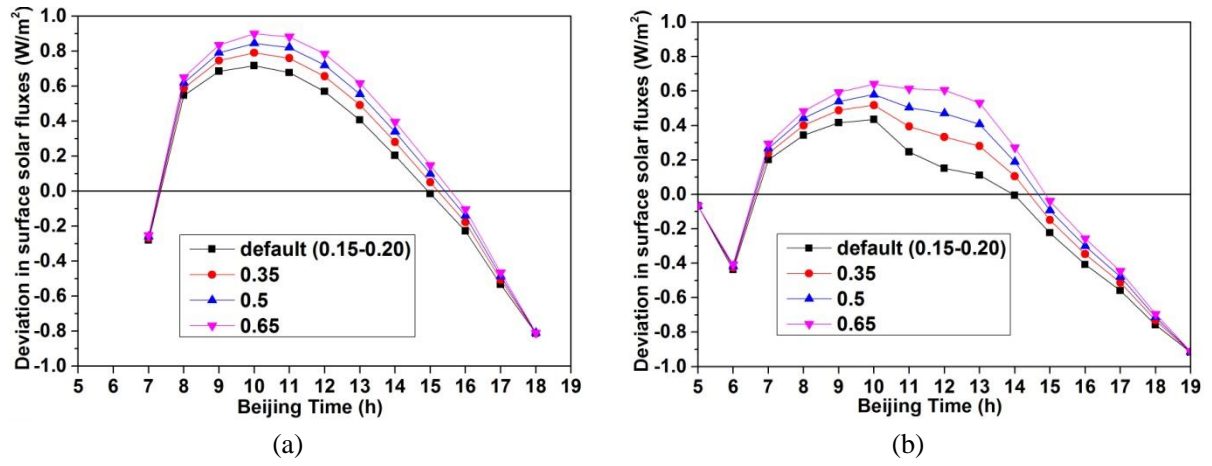 Deviation in surface solar fluxes (W/m²)
1.0
0.8
0.6
0.4
0.2
0.0
-0.2
-0.4
-0.6
-0.8
-1.0
default (0.15-0.20)
0.35
0.5
0.65
5 6 7 8 9 10 11 12 13 14 15 16 17 18 19
Beijing Time (h)
(a)
Deviation in surface solar fluxes (W/m²)
1.0
0.8
0.6
0.4
0.2
0.0
-0.2
-0.4
-0.6
-0.8
-1.0
default (0.15-0.20)
0.35
0.5
0.65
5 6 7 8 9 10 11 12 13 14 15 16 17 18 19
Beijing Time (h)
(b)